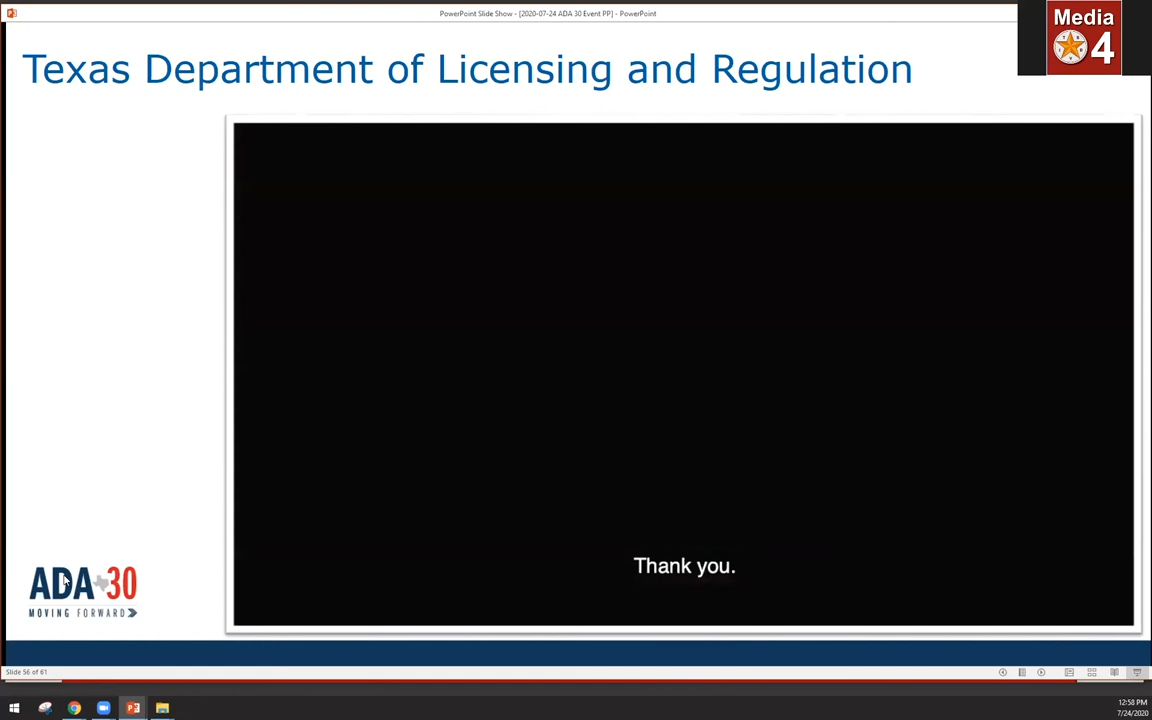 PowerPoint Slide Show - [2020-07-24 ADA 30 Event PP] - PowerPoint
Media
4
Texas Department of Licensing and Regulation
Thank you.
ADA 30
MOVING FORWARD
Slide 56 of 61
12:58 PM
7/24/2020